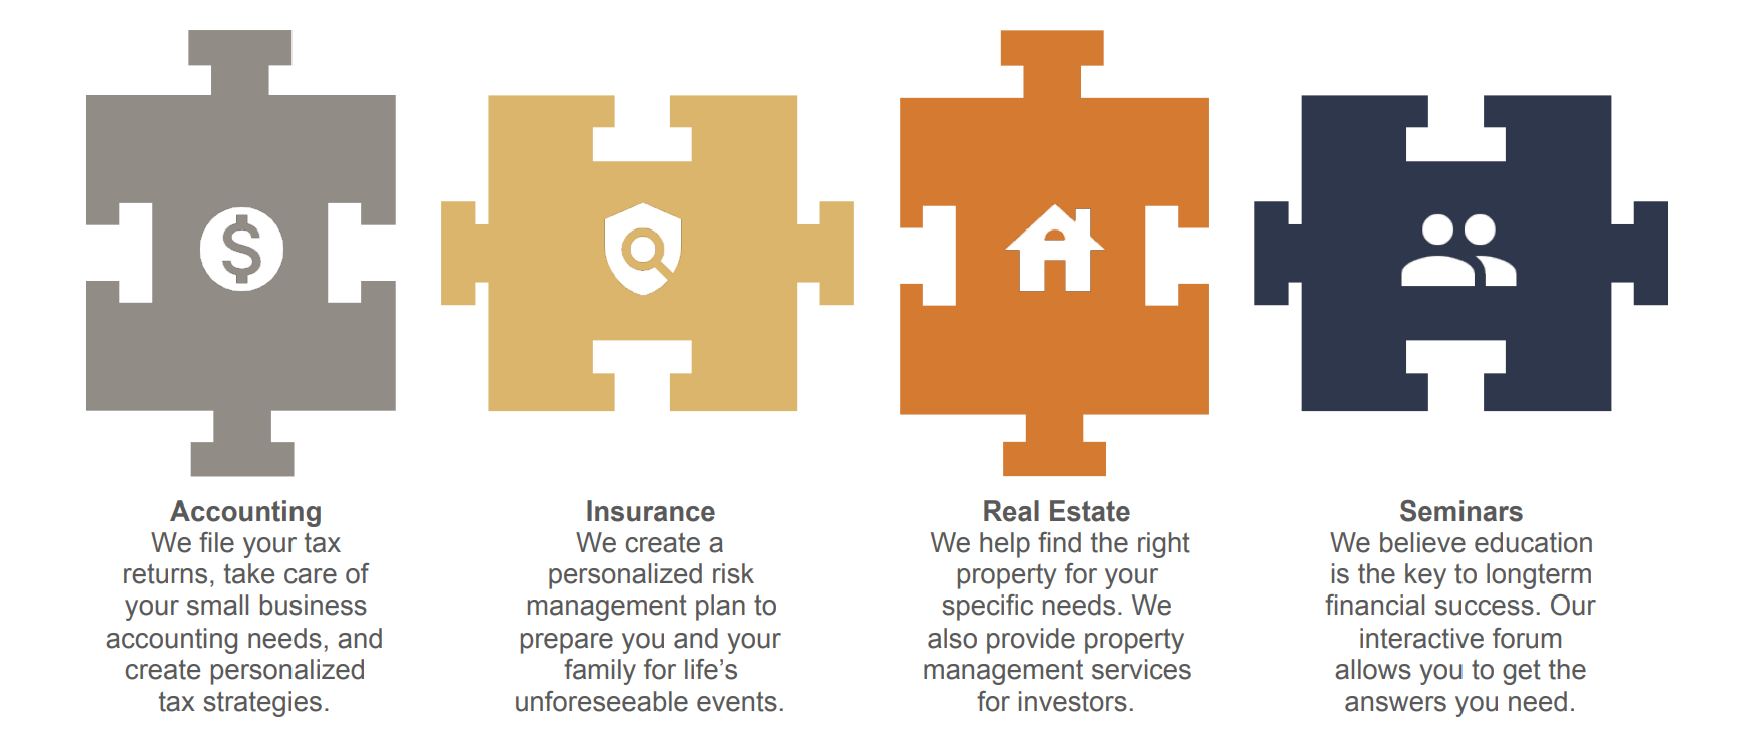 Accounting
We file your tax
returns, take care of
your small business
accounting needs, and
create personalized
tax strategies.
Insurance
We create a
personalized risk
management plan to
prepare you and your
family for life’s
unforeseeable events.
Real Estate
We help find the right
property for your
specific needs. We
also provide property
management services
for investors.
Seminars
We believe education
is the key to longterm
financial success. Our
interactive forum
allows you to get the
answers you need.